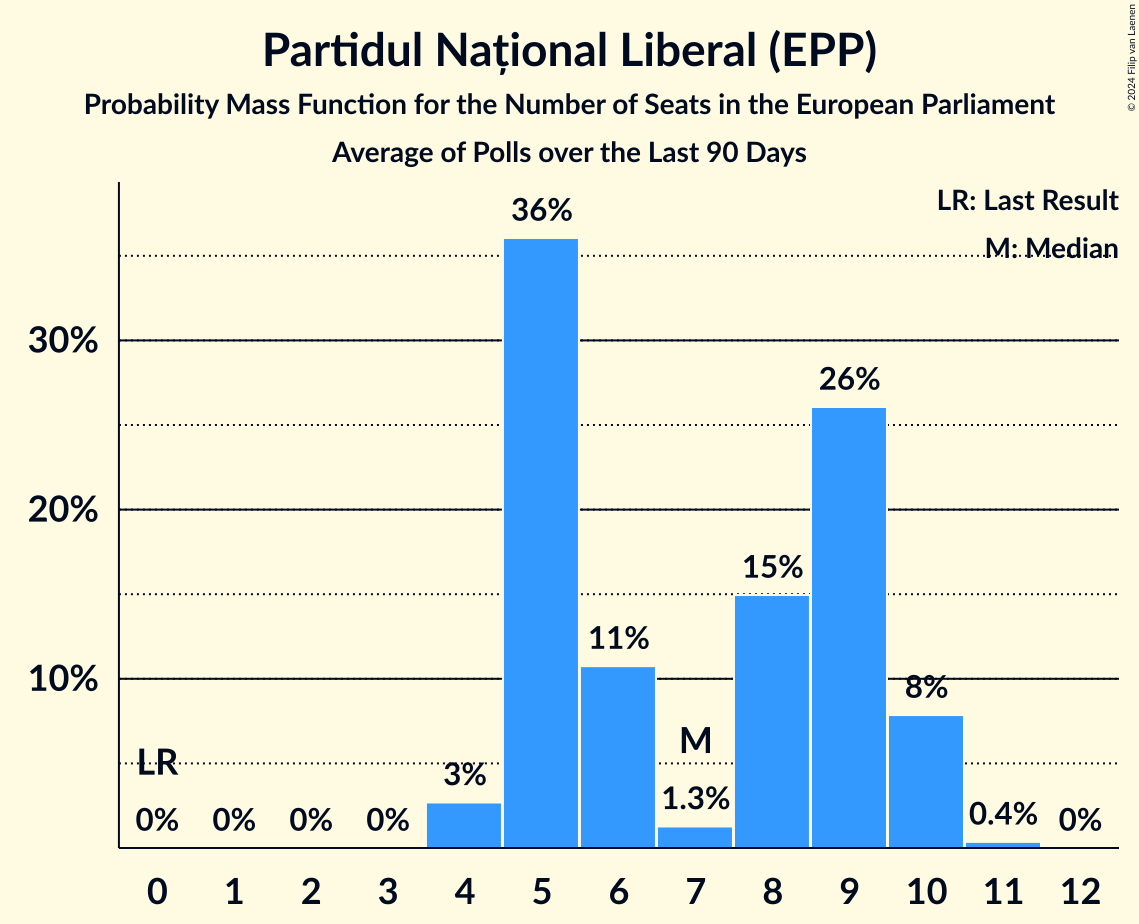 Partidul Național Liberal (EPP)
Probability Mass Function for the Number of Seats in the European Parliament
Average of Polls over the Last 90 Days
© 2024 Filip van Laenen
LR: Last Result
M: Median
36%
30%
26%
20%
15%
11%
10%
8%
M
LR
3%
1.3%
0.4%
0% 0% 0% 0% 0%
0 1 2 3 4 5 6 7 8 9 10 11 12